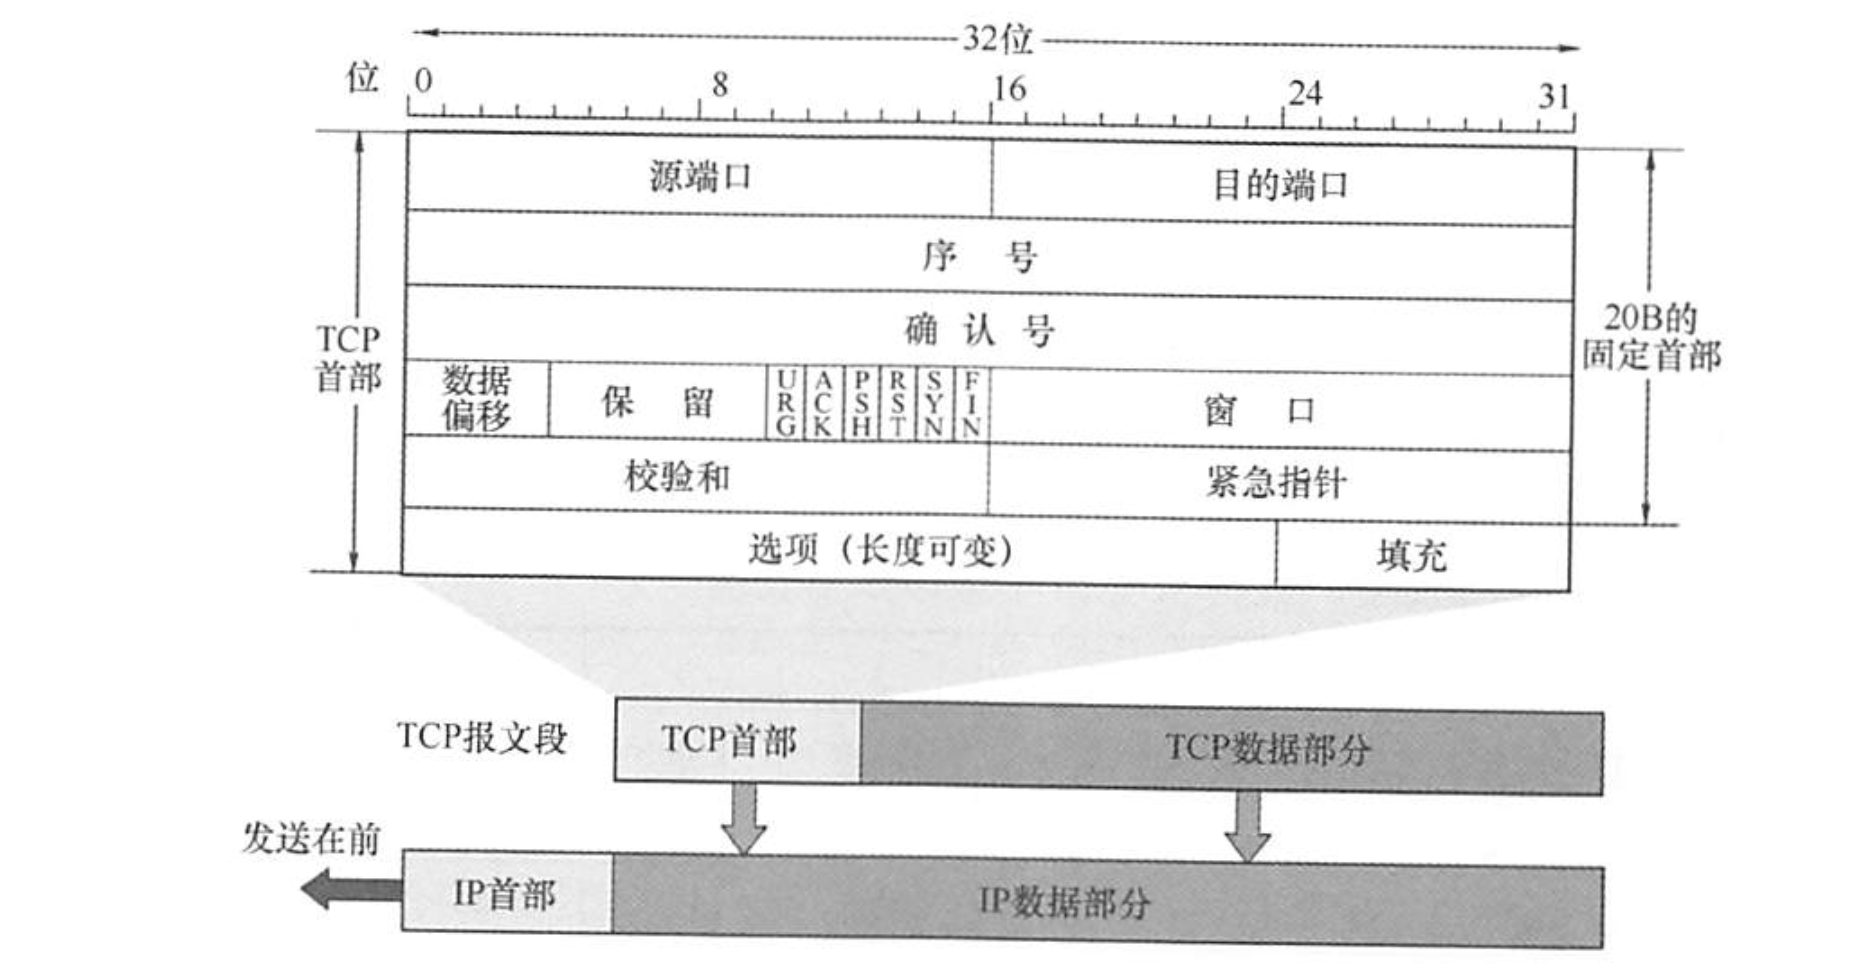 32位
位 0 8 16 24 31
源端口 目的端口
序 号
确 认 号
TCP
首部
20B的
固定首部
数据
偏移
保 留
URG
ACK
PSH
RST
SYN
FIN
窗 口
校验和 紧急指针
选项（长度可变） 填充
TCP报文段 TCP首部 TCP数据部分
发送在前
IP首部 IP数据部分